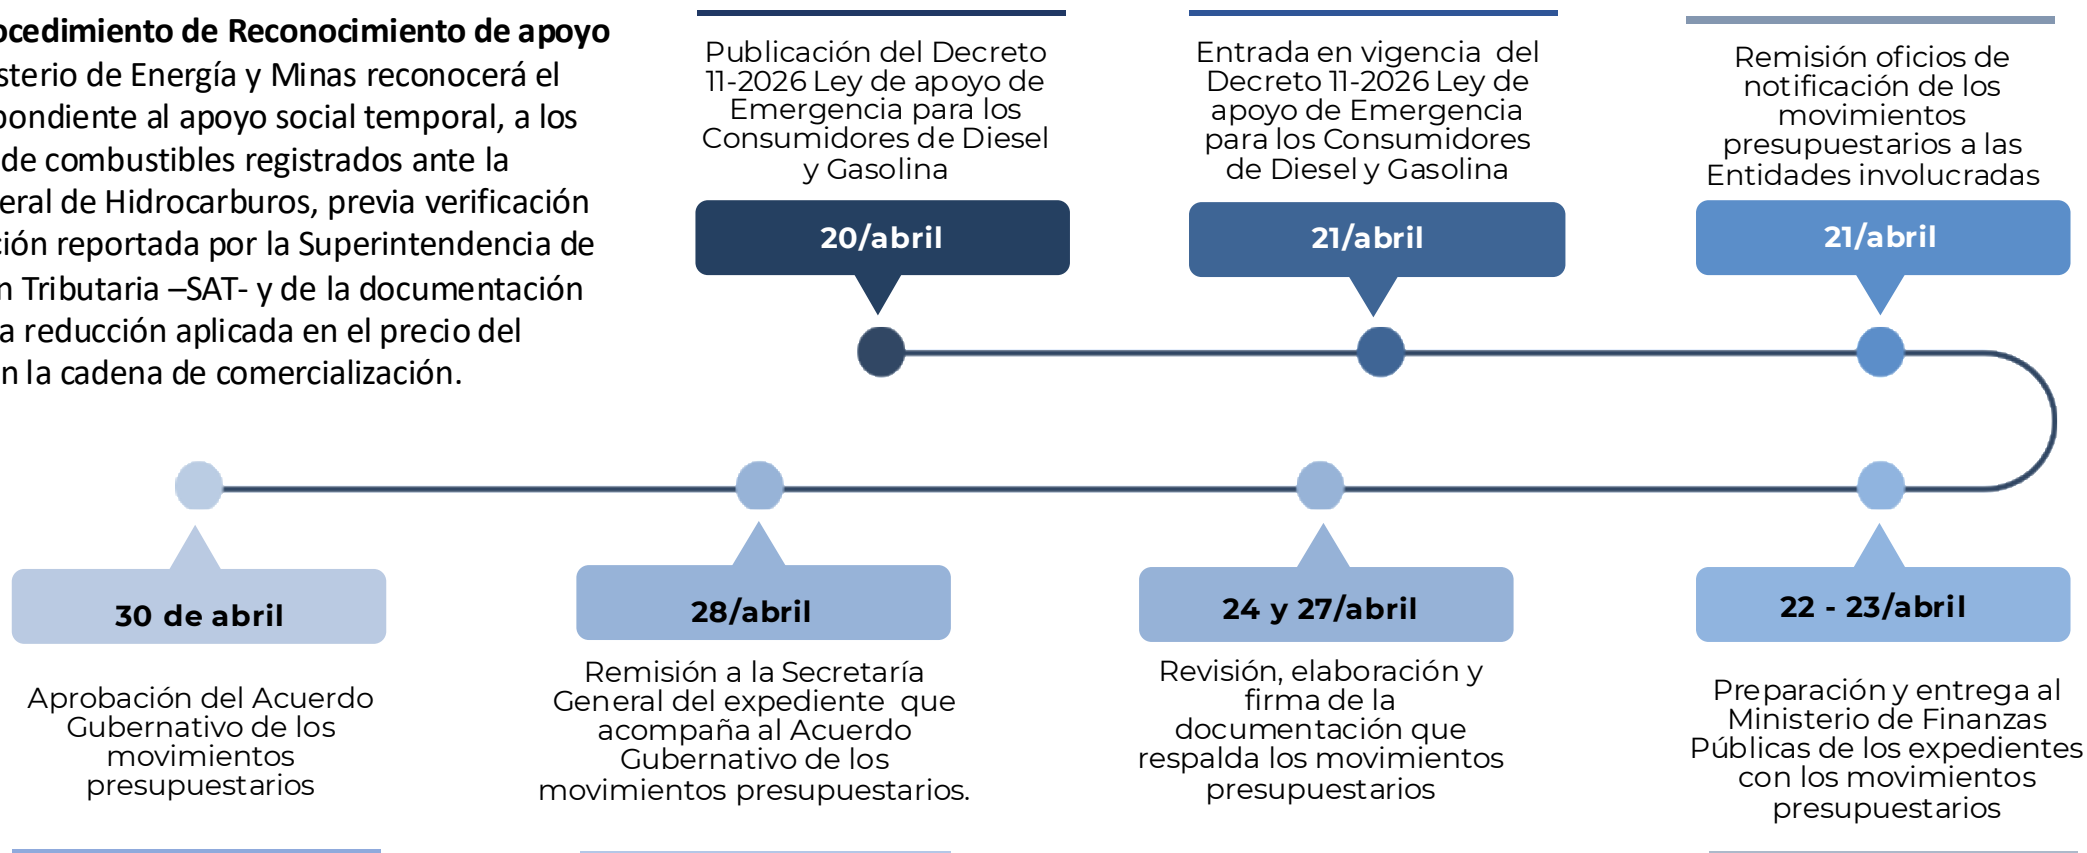 ocedimiento de Reconocimiento de apoyo
sterio de Energía y Minas reconocerá el
pondiente al apoyo social temporal, a los
de combustibles registrados ante la
eral de Hidrocarburos, previa verificación
ción reportada por la Superintendencia de
n Tributaria –SAT- y de la documentación
a reducción aplicada en el precio del
n la cadena de comercialización.
Publicación del Decreto
11-2026 Ley de apoyo de
Emergencia para los
Consumidores de Diesel
y Gasolina
20/abril
Entrada en vigencia del
Decreto 11-2026 Ley de
apoyo de Emergencia
para los Consumidores
de Diesel y Gasolina
21/abril
Remisión oficios de
notificación de los
movimientos
presupuestarios a las
Entidades involucradas
21/abril
22 - 23/abril
Preparación y entrega al
Ministerio de Finanzas
Públicas de los expedientes
con los movimientos
presupuestarios
24 y 27/abril
Revisión, elaboración y
firma de la
documentación que
respalda los movimientos
presupuestarios
28/abril
Remisión a la Secretaría
General del expediente que
acompaña al Acuerdo
Gubernativo de los
movimientos presupuestarios.
30 de abril
Aprobación del Acuerdo
Gubernativo de los
movimientos
presupuestarios